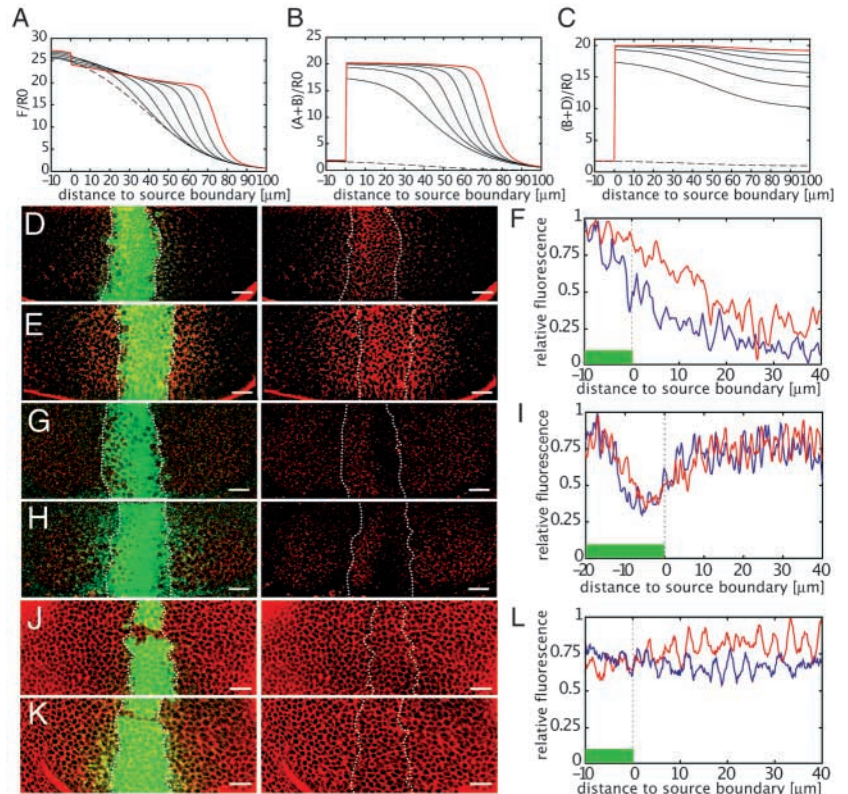 A
B
C
F/R0
30
25
20
15
10
5
0
-10 0 10 20 30 40 50 60 70 80 90 100
distance to source boundary [μm]
(A+B)/R0
25
20
15
10
5
0
-10 0 10 20 30 40 50 60 70 80 90 100
distance to source boundary [μm]
(B+D)/R0
20
15
10
5
0
-10 0 10 20 30 40 50 60 70 80 90 100
distance to source boundary [μm]
D
E
F
relative fluorescence
1
0.75
0.5
0.25
0
-10 0 10 20 30 40
distance to source boundary [μm]
G
H
I
relative fluorescence
1
0.75
0.5
0.25
0
-20 -10 0 10 20 30 40
distance to source boundary [μm]
J
K
L
relative fluorescence
1
0.75
0.5
0.25
0
-10 0 10 20 30 40
distance to source boundary [μm]